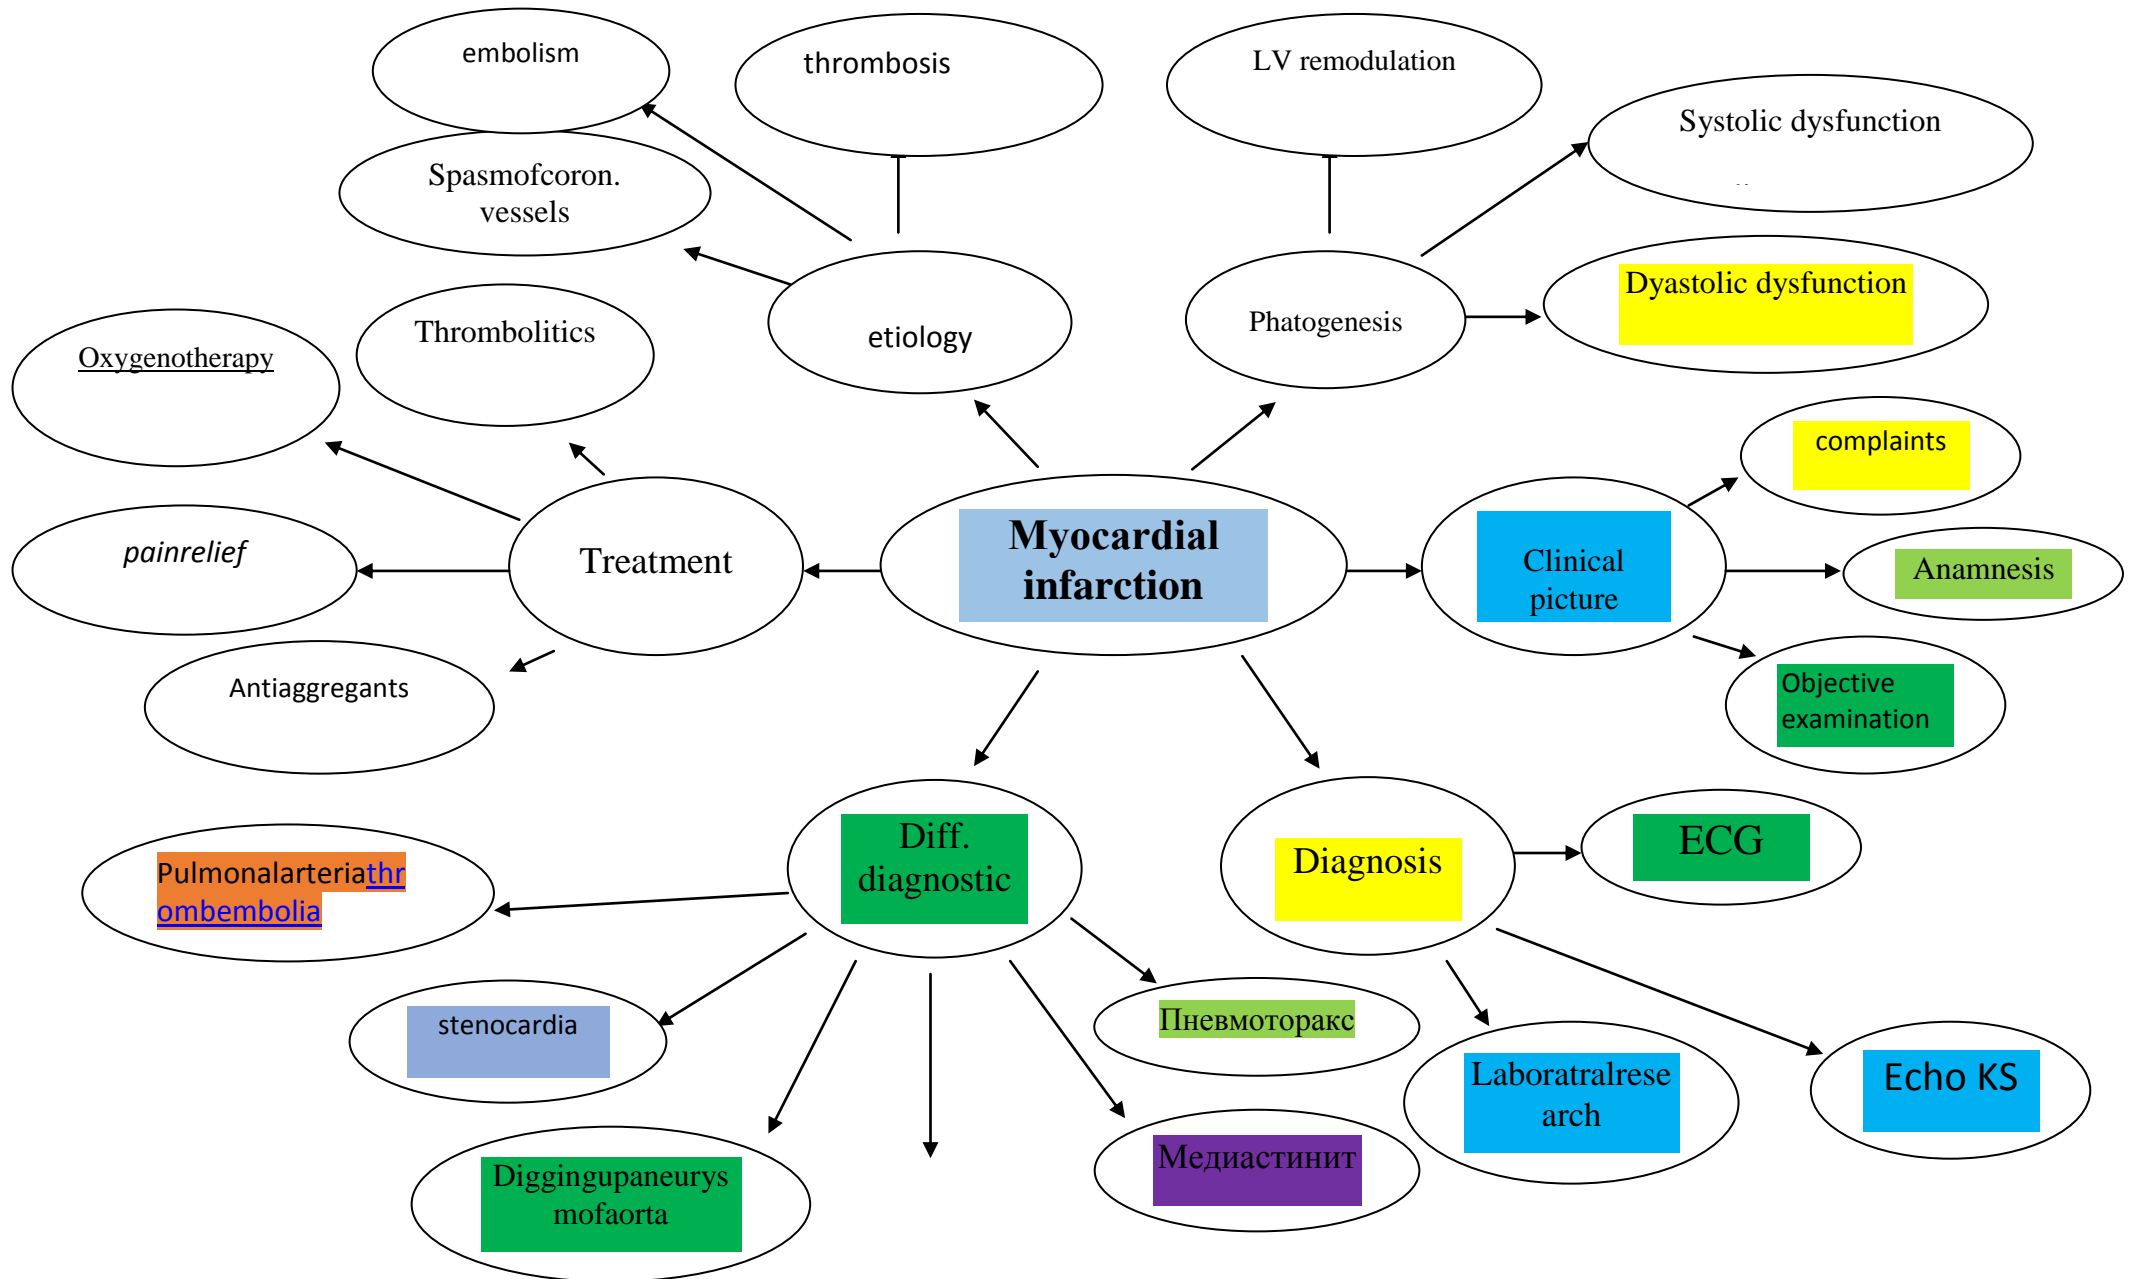 embolism
thrombosis
LV remodulation
Systolic dysfunction
Spasmofcoron.
vessels
Dyastolic dysfunction
Thrombolitics
etiology
Phatogenesis
Oxygenotherapy
complaints
painrelief
Treatment
Myocardial
infarction
Clinical
picture
Anamnesis
Antiaggregants
Objective
examination
Diff.
diagnostic
Diagnosis
ECG
Pulmonalarteriathr
ombembolia
stenocardia
Пневмоторакс
Laboratralrese
arch
Echo KS
Diggingupaneurys
mofaorta
Медиастинит